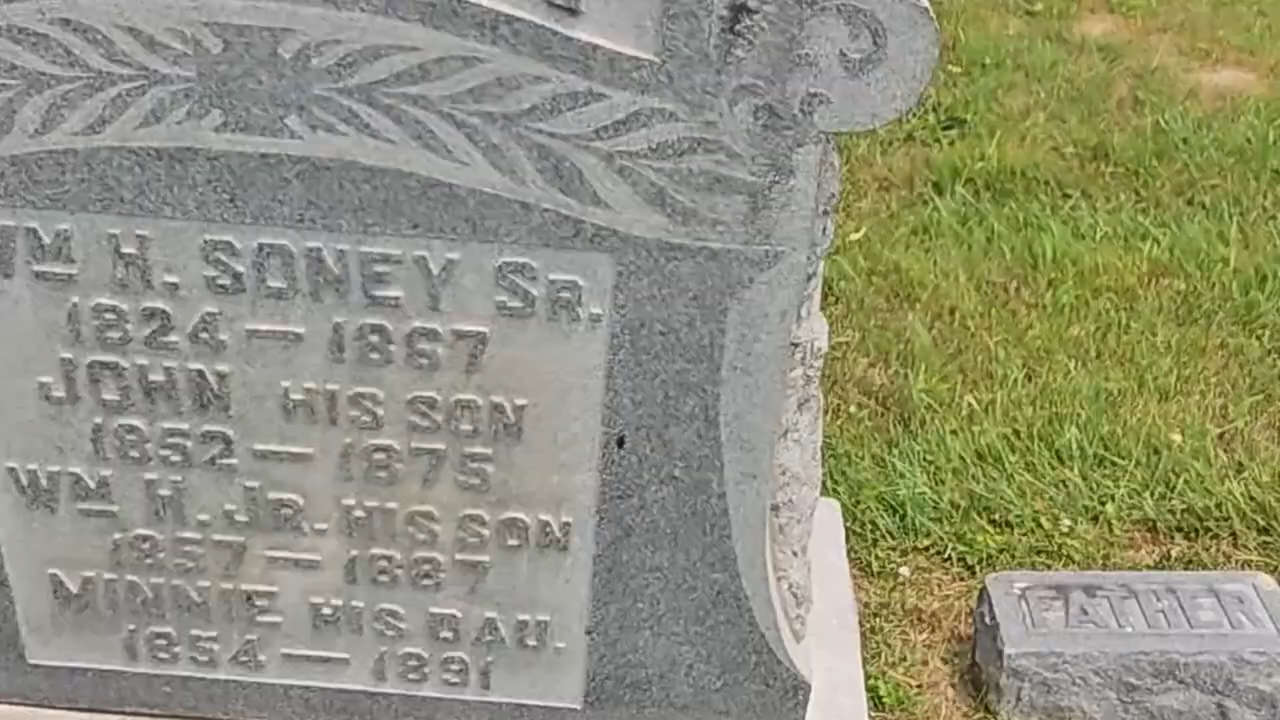 WM H. SONEY SR.
1824 — 1867
JOHN HIS SON
1852 — 1875
WM H. JR. HIS SON
1857 — 1887
MINNIE HIS DAU.
1854 — 1891
FATHER